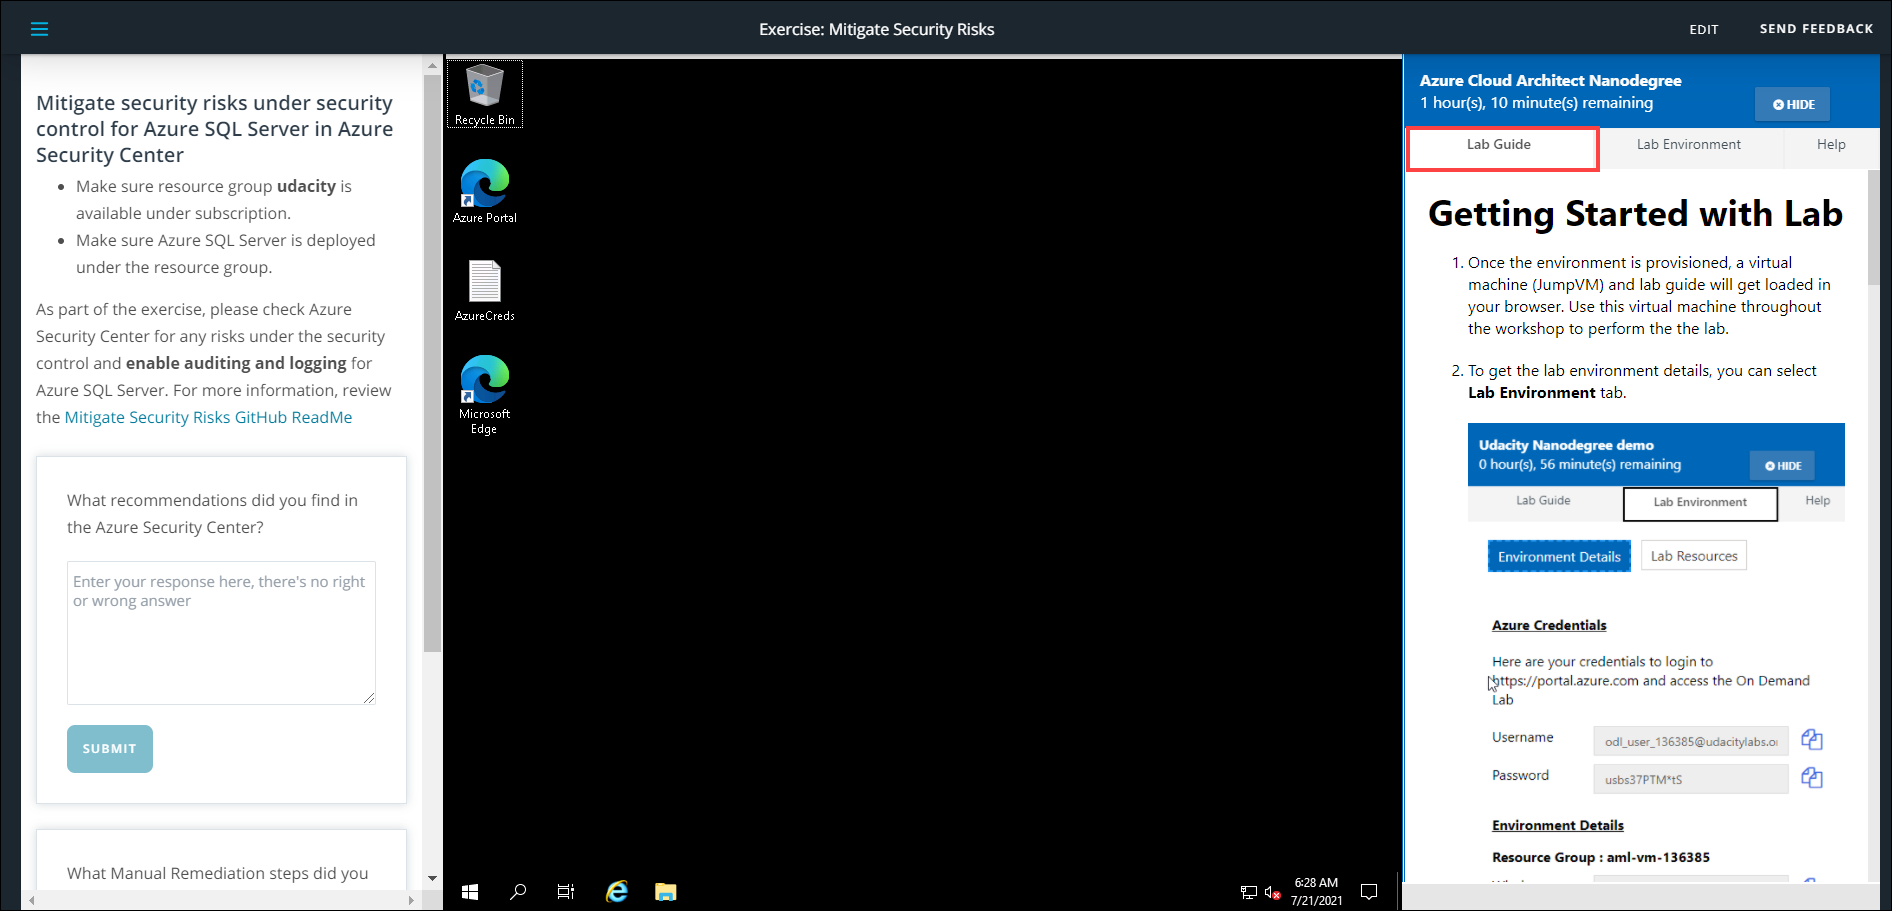 Exercise: Mitigate Security Risks
EDIT
SEND FEEDBACK
Mitigate security risks under security
control for Azure SQL Server in Azure
Security Center
Make sure resource group udacity is
available under subscription.
Make sure Azure SQL Server is deployed
under the resource group.
As part of the exercise, please check Azure
Security Center for any risks under the security
control and enable auditing and logging for
Azure SQL Server. For more information, review
the Mitigate Security Risks GitHub ReadMe
What recommendations did you find in
the Azure Security Center?
Enter your response here, there's no right
or wrong answer
SUBMIT
What Manual Remediation steps did you
Recycle Bin
Azure Portal
AzureCreds
Microsoft
Edge
6:28 AM
7/21/2021
Azure Cloud Architect Nanodegree
1 hour(s), 10 minute(s) remaining
HIDE
Lab Guide
Lab Environment
Help
Getting Started with Lab
1. Once the environment is provisioned, a virtual
machine (JumpVM) and lab guide will get loaded in
your browser. Use this virtual machine throughout
the workshop to perform the the lab.
2. To get the lab environment details, you can select
Lab Environment tab.
Udacity Nanodegree demo
0 hour(s), 56 minute(s) remaining
HIDE
Lab Guide
Lab Environment
Help
Environment Details
Lab Resources
Azure Credentials
Here are your credentials to login to
https://portal.azure.com and access the On Demand
Lab
Username
odl_user_136385@udacitylabs.o
Password
usbs37PTM*tS
Environment Details
Resource Group : aml-vm-136385